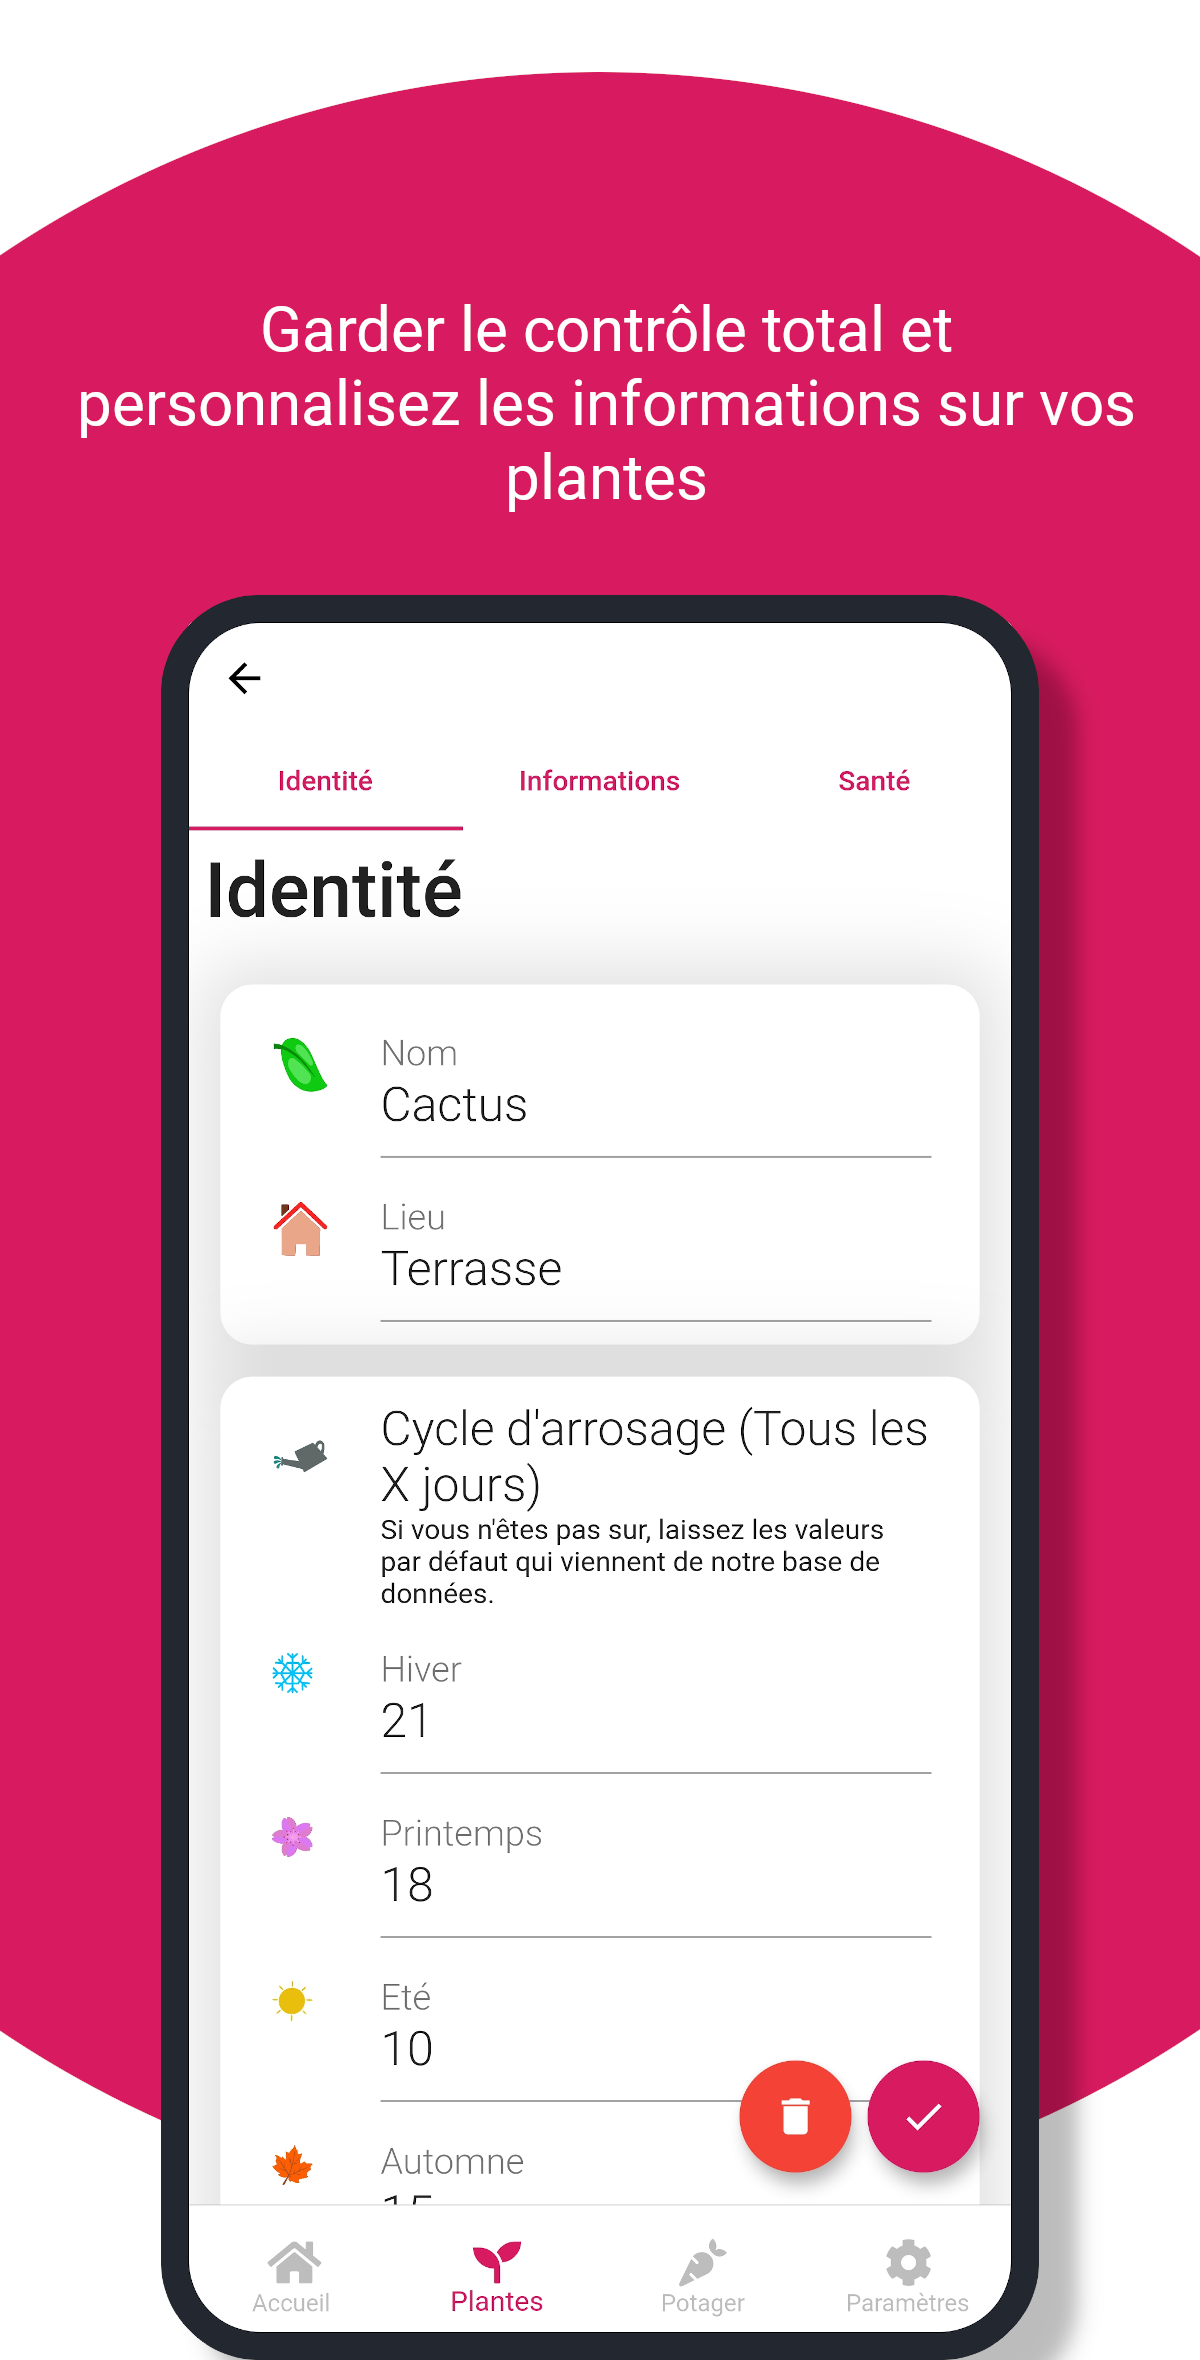 Garder le contrôle total et
personnalisez les informations sur vos
plantes
Identité
Informations
Santé
Identité
Nom
Cactus
Lieu
Terrasse
Cycle d'arrosage (Tous les
X jours)
Si vous n'êtes pas sur, laissez les valeurs
par défaut qui viennent de notre base de
données.
Hiver
21
Printemps
18
Eté
10
Automne
Accueil
Plantes
Potager
Paramètres